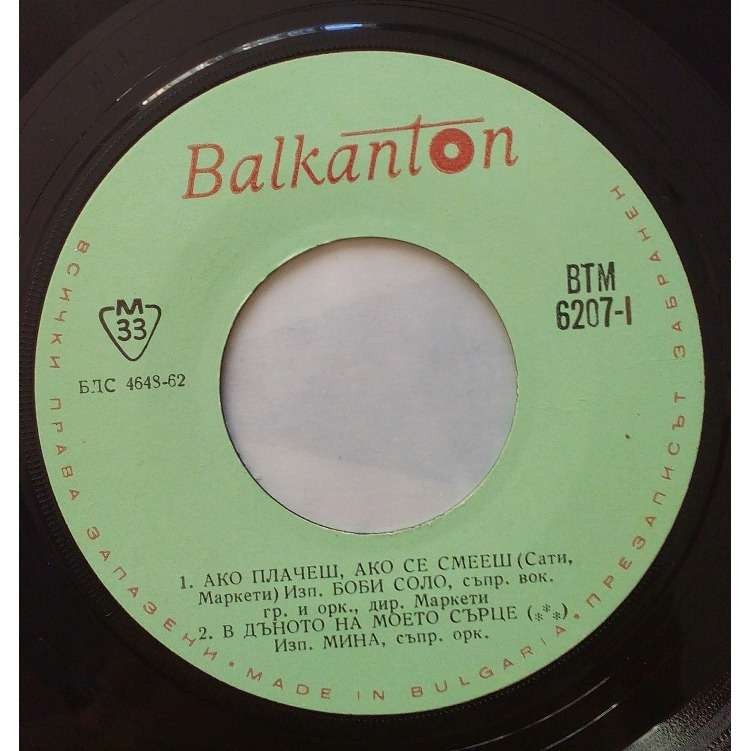 Balkanton
ВТМ
6207-I
M
33
БДС 4648-62
1. АКО ПЛАЧЕШ, АКО СЕ СМЕЕШ (Сати,
Маркети) Изп. БОБИ СОЛО, съпр. вок.
гр. и орк., дир. Маркети
2. В ДЪНОТО НА МОЕТО СЪРЦЕ (***)
Изп. МИНА, съпр. орк.
ВСИЧКИ ПРАВА ЗАПАЗЕНИ • MADE IN BULGARIA • ПРЕЗАПИСЪТ ЗАБРАНЕН